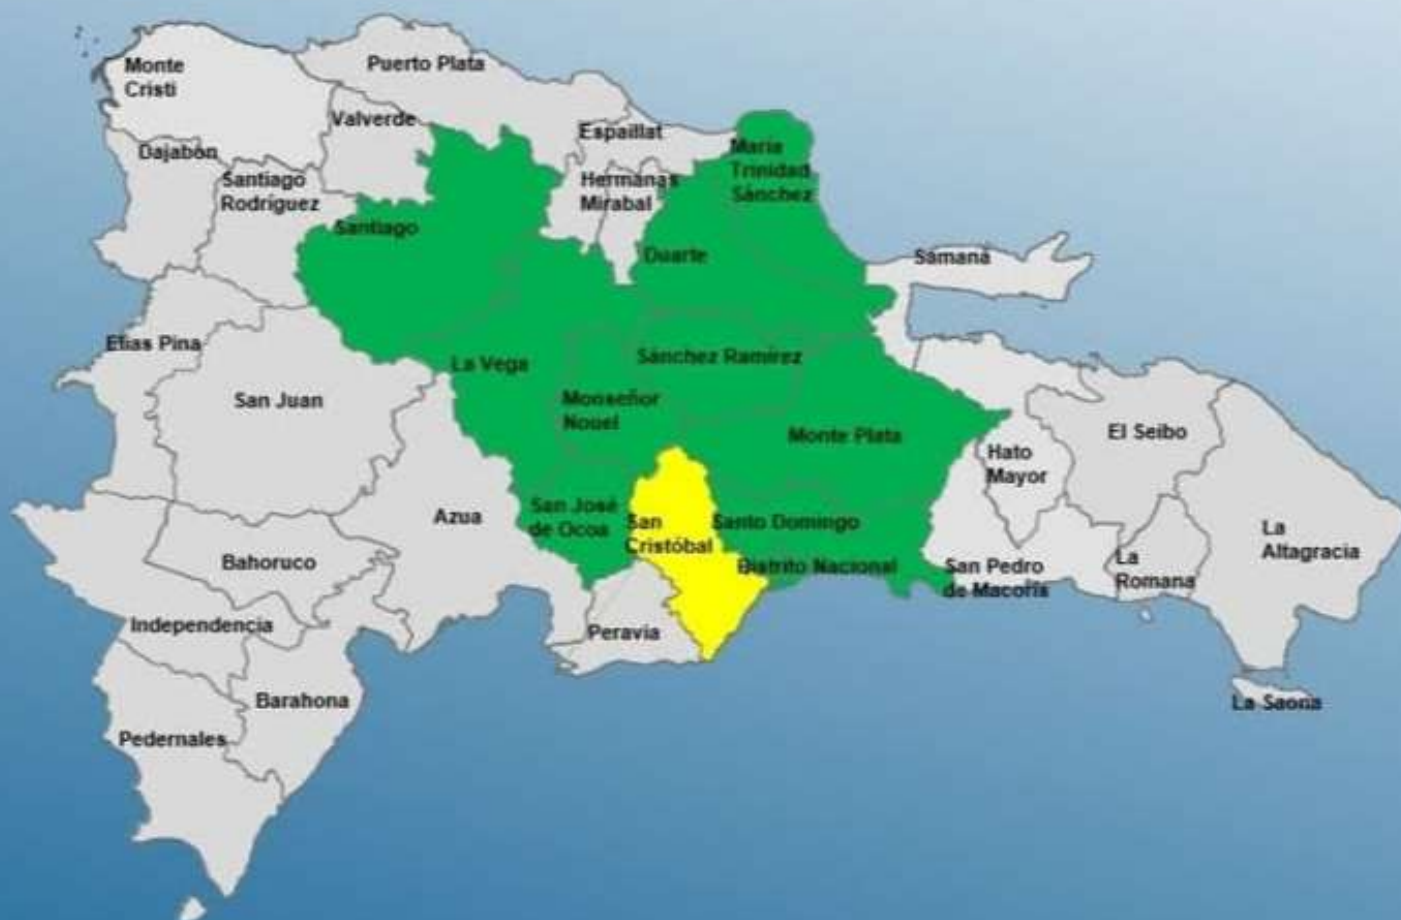 Monte
Cristi
Puerto Plata
Valverde
Espaillat
Dajabón
María
Trinidad
Sánchez
Santiago
Rodríguez
Hermanas
Mirabal
Santiago
Duarte
Samaná
Elias Pina
La Vega
Sánchez Ramírez
San Juan
Monseñor
Nouel
Monte Plata
El Seibo
Hato
Mayor
San José
de Ocoa
Azua
San
Cristóbal
Santo Domingo
La
Altagracia
Bahoruco
Distrito Nacional
San Pedro
de Macorís
La
Romana
Independencia
Peravia
Barahona
La Saona
Pedernales